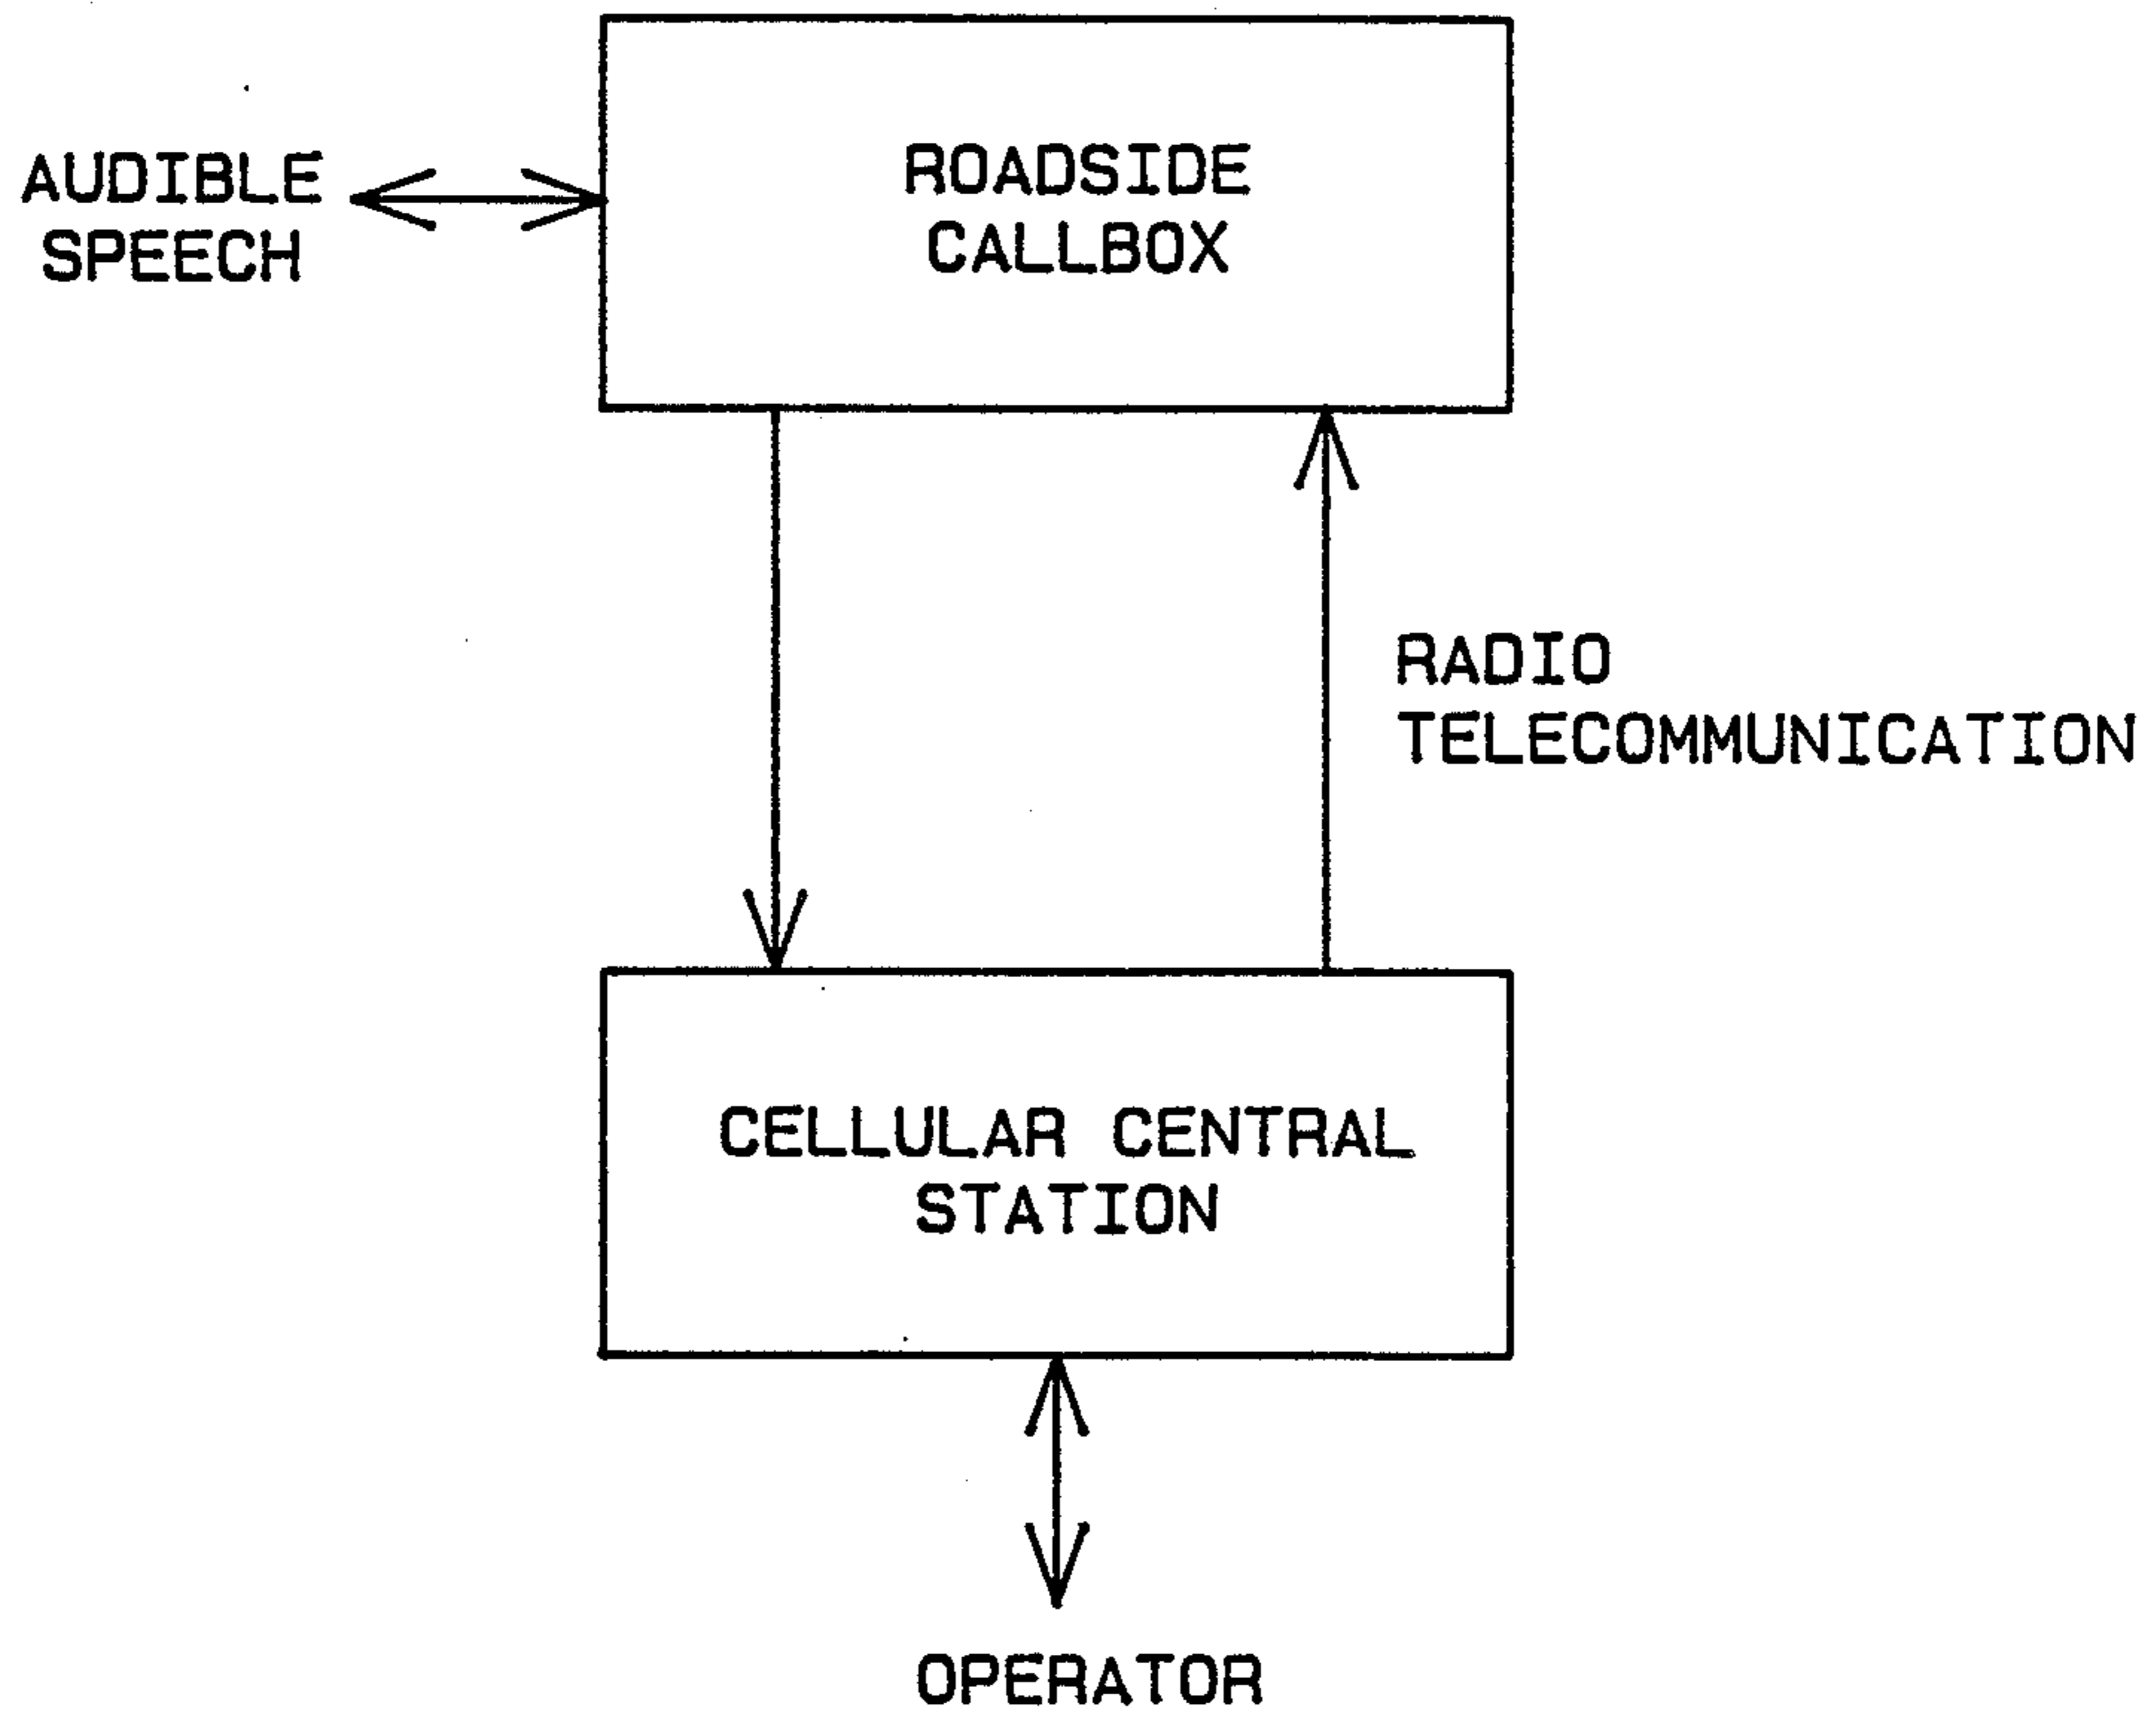 AUDIBLE
SPEECH
ROADSIDE
CALLBOX
RADIO
TELECOMMUNICATION
CELLULAR CENTRAL
STATION
OPERATOR